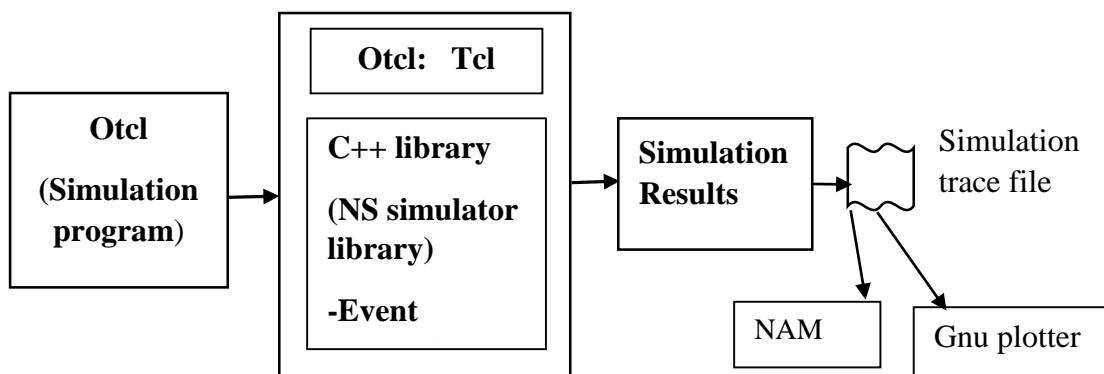 Otcl
(Simulation
program)
Otcl: Tcl
C++ library
(NS simulator
library)
-Event
Simulation
Results
Simulation
trace file
NAM
Gnu plotter